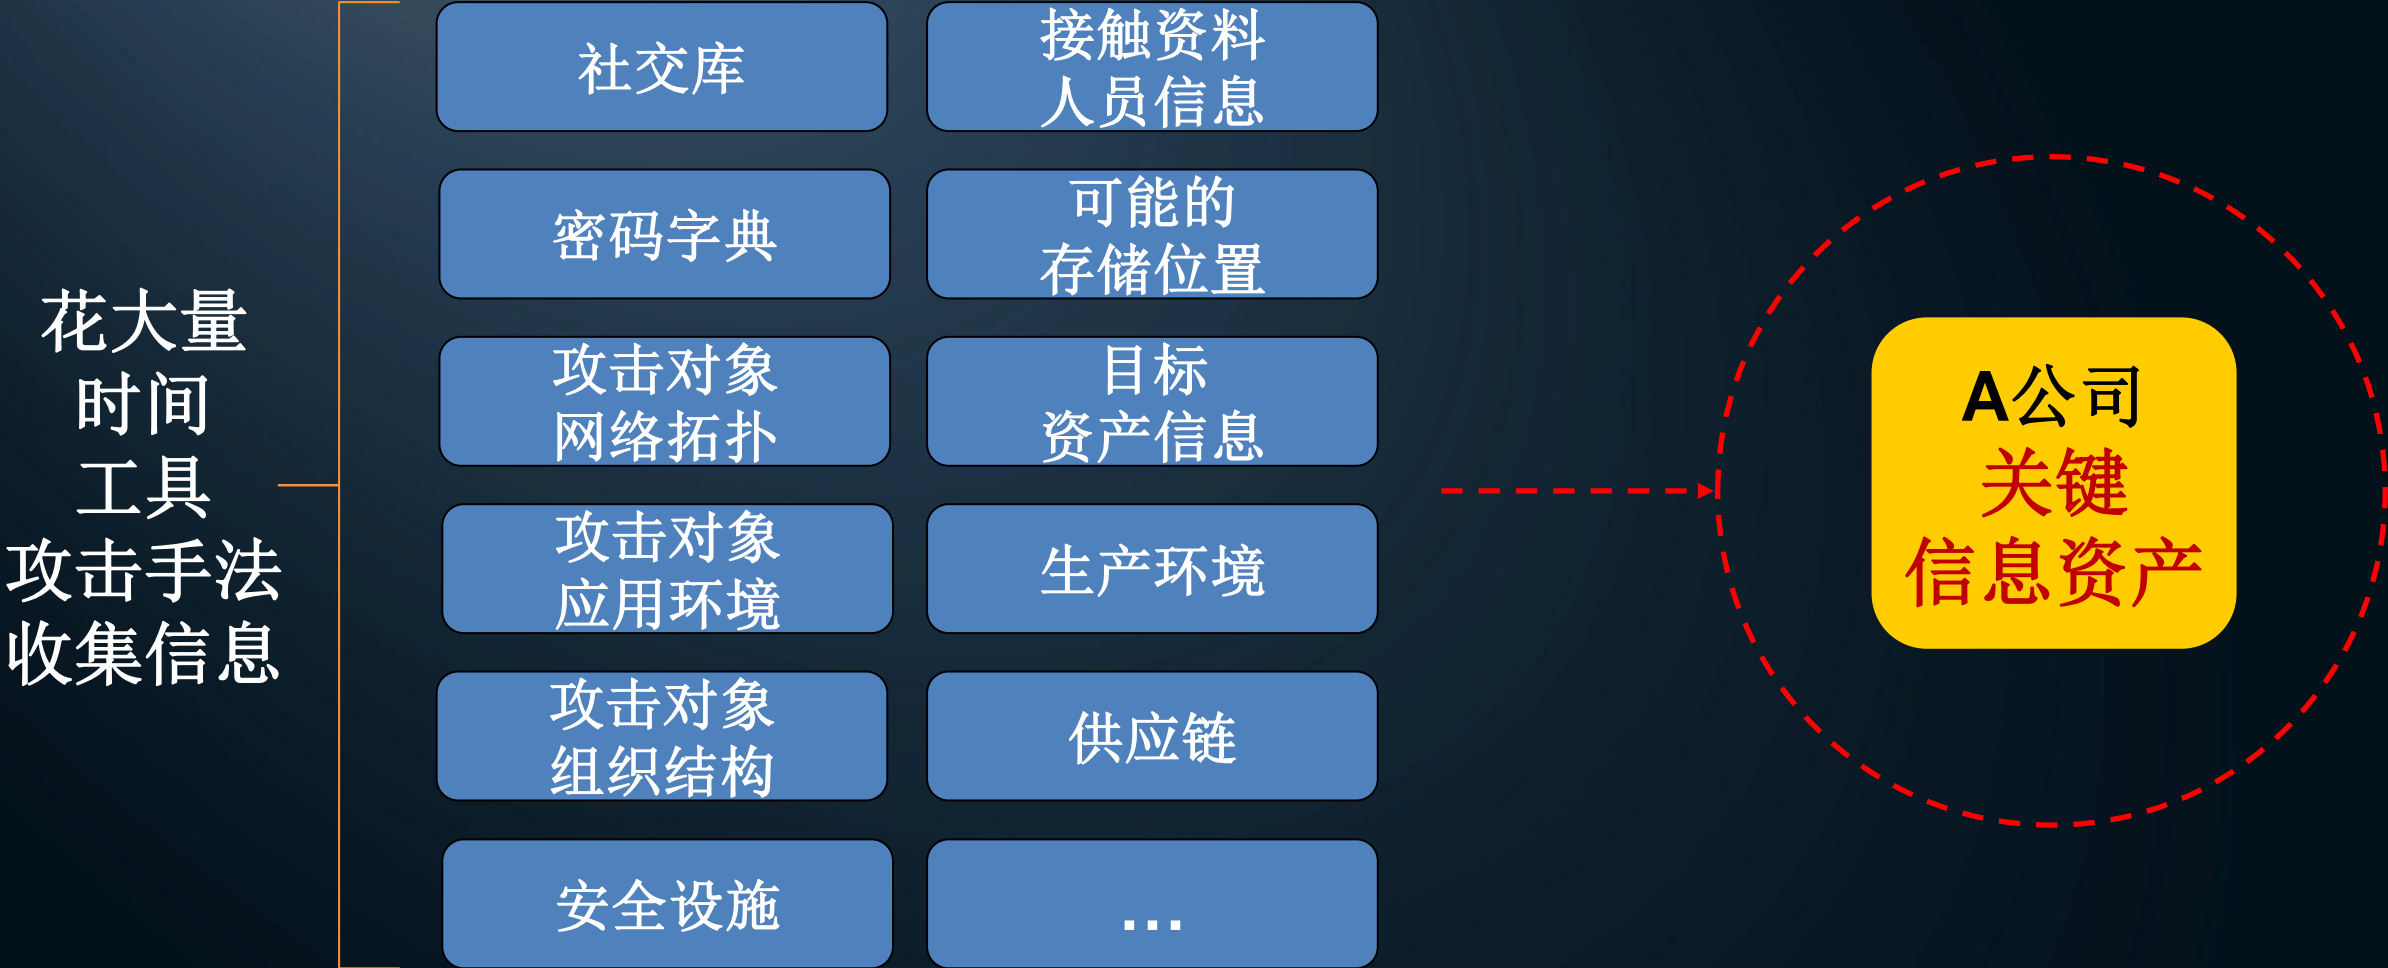 花大量
时间
工具
攻击手法
收集信息
社交库
接触资料
人员信息
密码字典
可能的
存储位置
攻击对象
网络拓扑
目标
资产信息
攻击对象
应用环境
生产环境
攻击对象
组织结构
供应链
安全设施
...
A公司
关键
信息资产